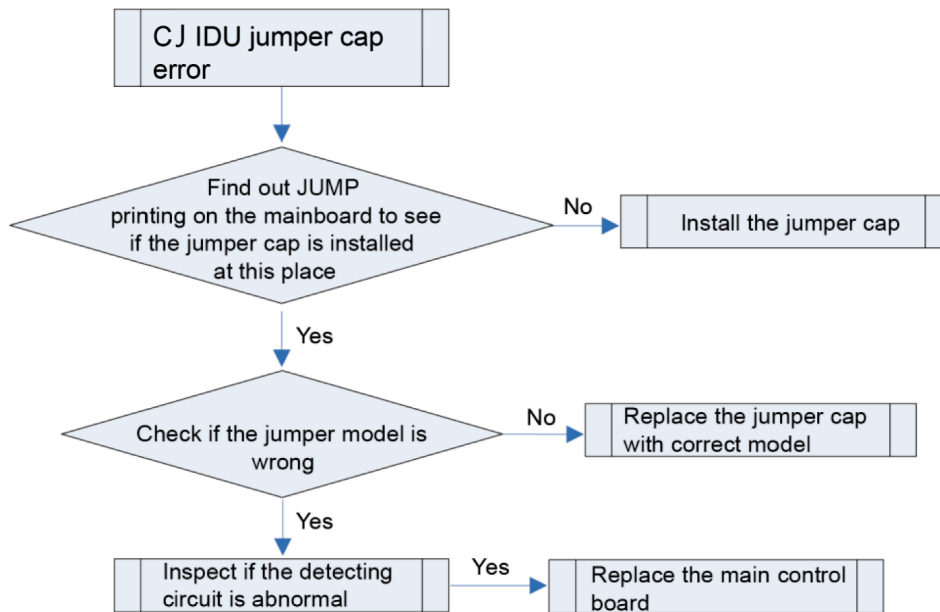 CJ IDU jumper cap
error
Find out JUMP
printing on the mainboard to see
if the jumper cap is installed
at this place
No
Install the jumper cap
Yes
Check if the jumper model is
wrong
No
Replace the jumper cap
with correct model
Yes
Inspect if the detecting
circuit is abnormal
Yes
Replace the main control
board